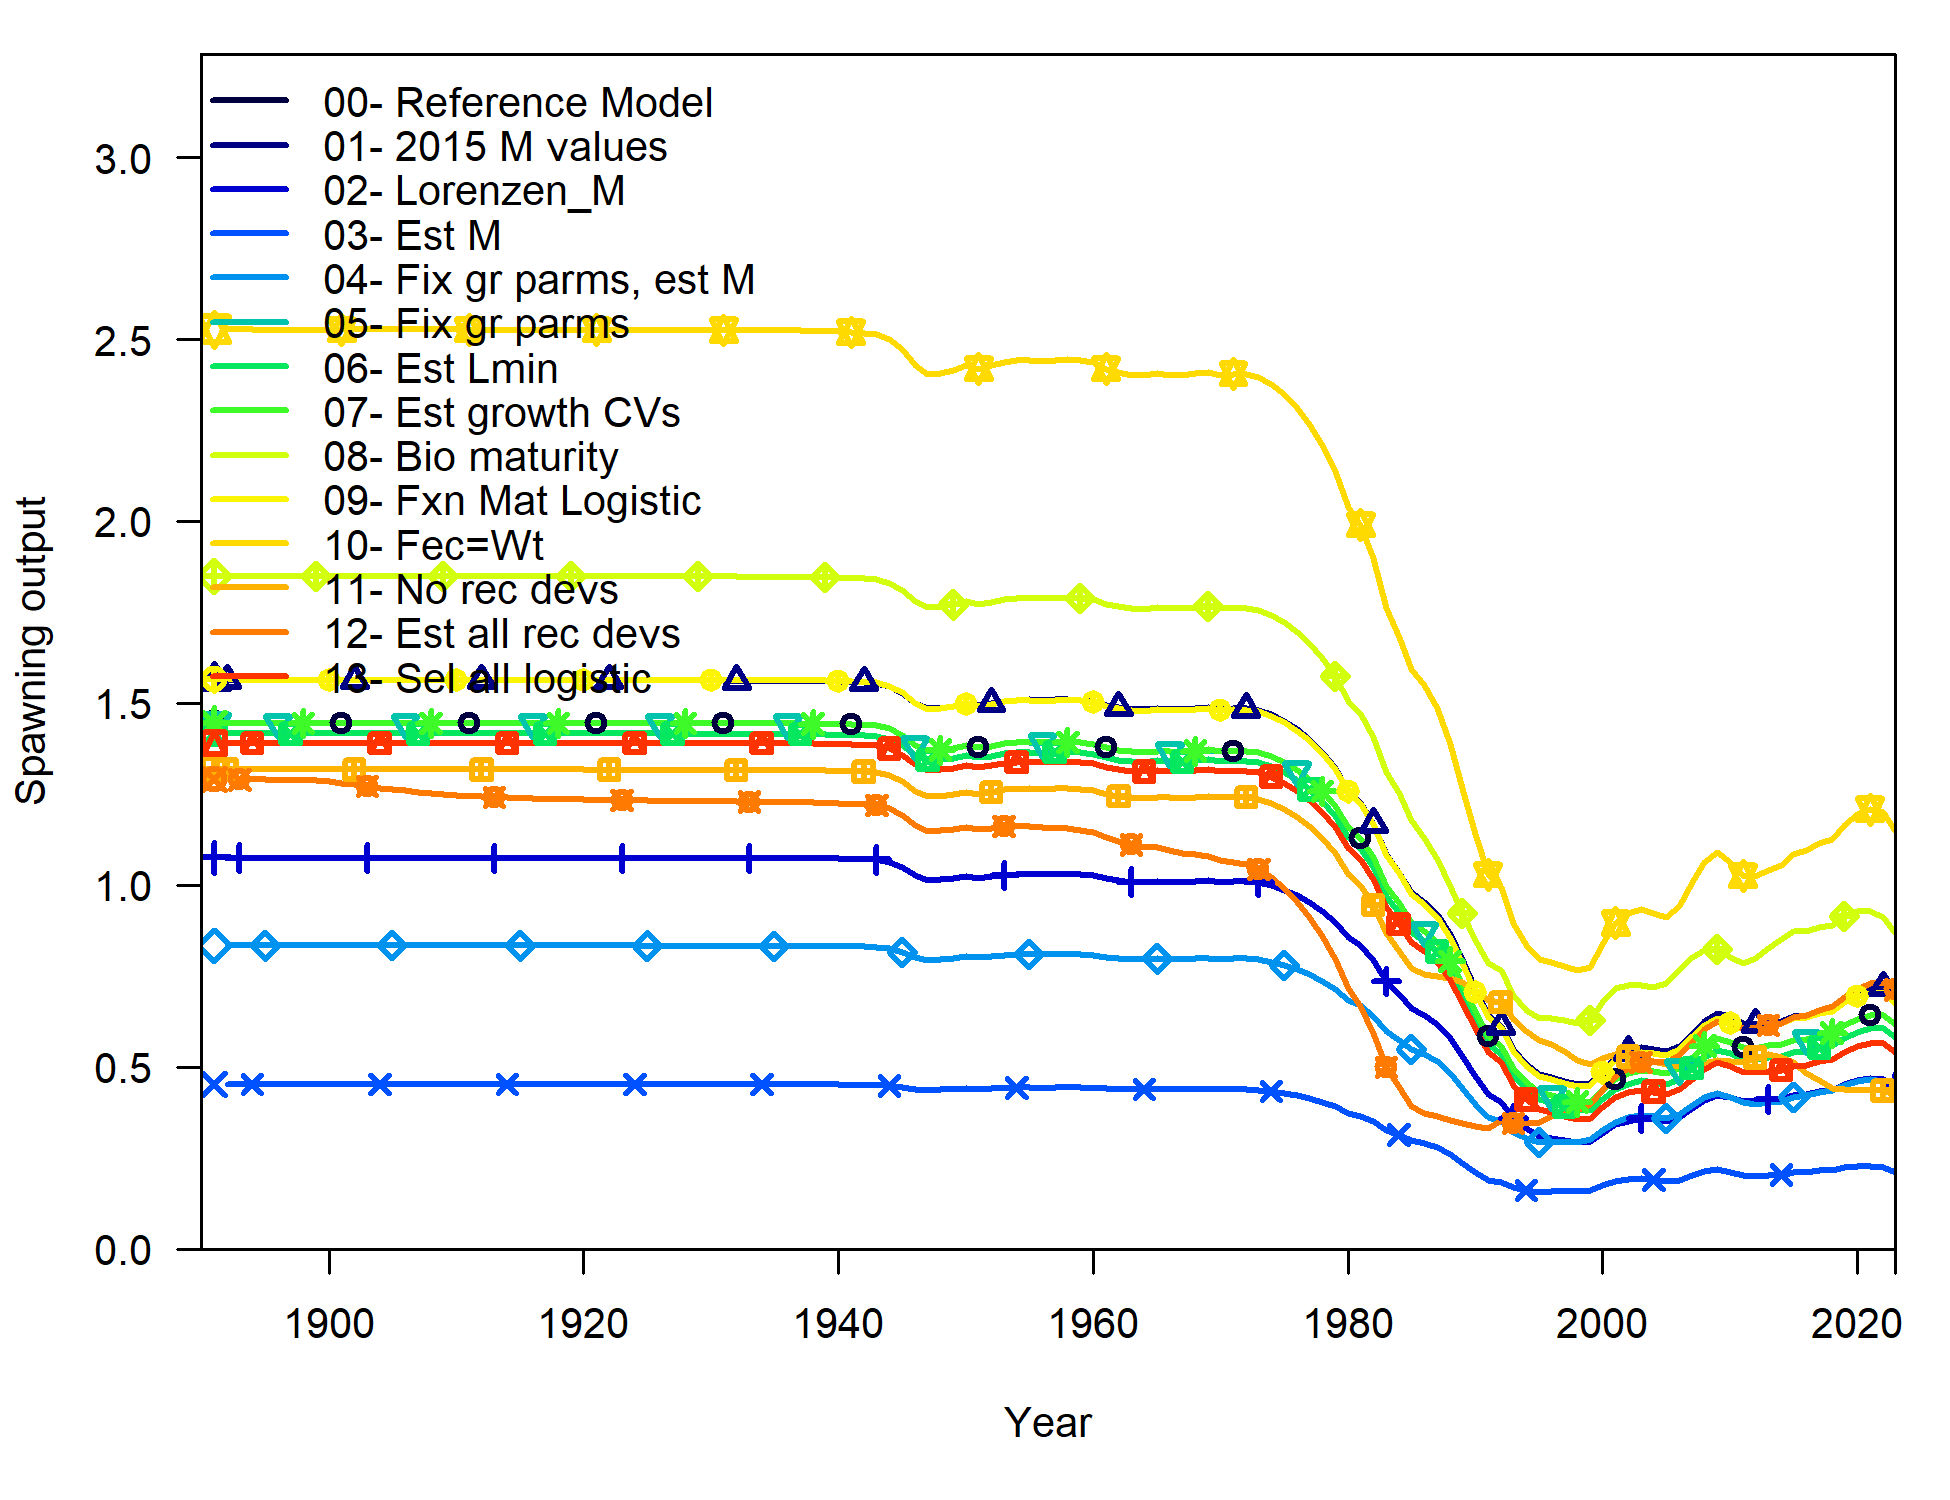 00- Reference Model
01- 2015 M values
02- Lorenzen_M
03- Est M
04- Fix gr parms, est M
05- Fix gr parms
06- Est Lmin
07- Est growth CVs
08- Bio maturity
09- Fxn Mat Logistic
10- Fec=Wt
11- No rec devs
12- Est all rec devs
13- Sel all logistic
3.0
2.5
2.0
1.5
1.0
0.5
0.0
Spawning output
1900 1920 1940 1960 1980 2000 2020
Year